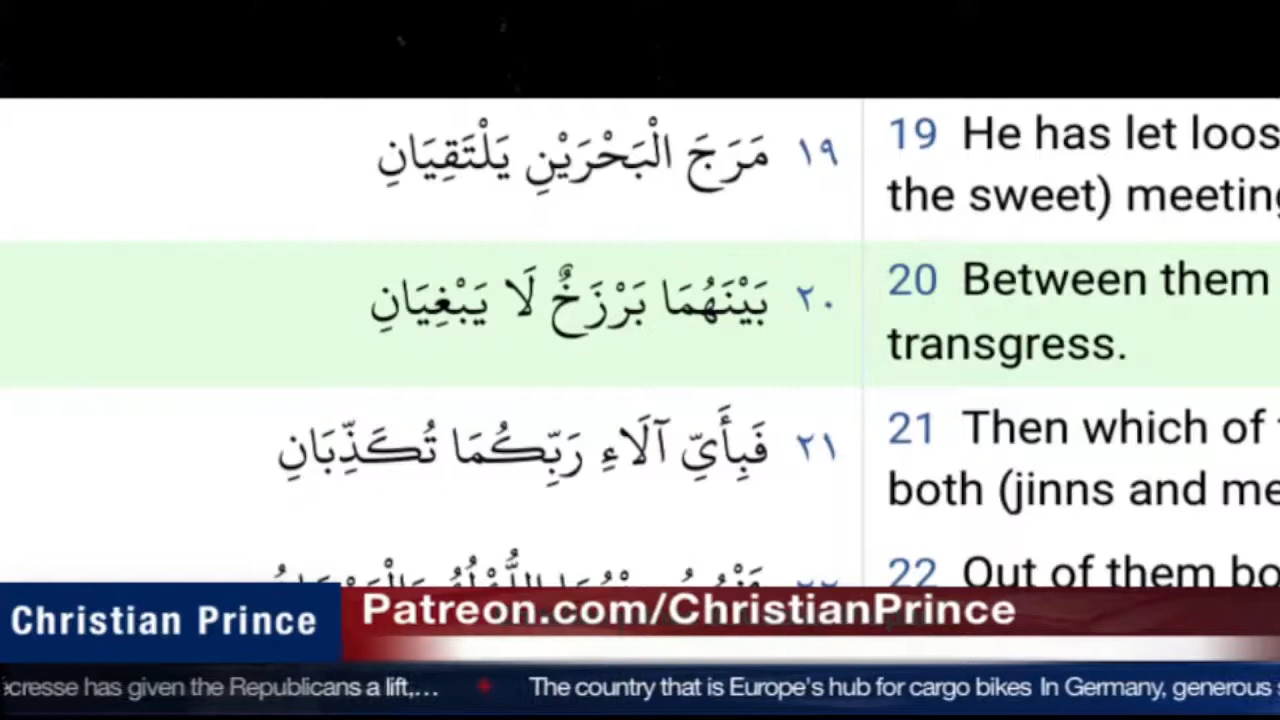 مَرَجَ الْبَحْرَيْنِ يَلْتَقِيَانِ ١٩
19 He has let loos
the sweet) meeting
بَيْنَهُمَا بَرْزَخٌ لَا يَبْغِيَانِ ٢٠
20 Between them
transgress.
فَبِأَيِّ آلَاءِ رَبِّكُمَا تُكَذِّبَانِ ٢١
21 Then which of
both (jinns and me
22 Out of them bo
Christian Prince
Patreon.com/ChristianPrince
has given the Republicans a lift,...
The country that is Europe's hub for cargo bikes In Germany, generous